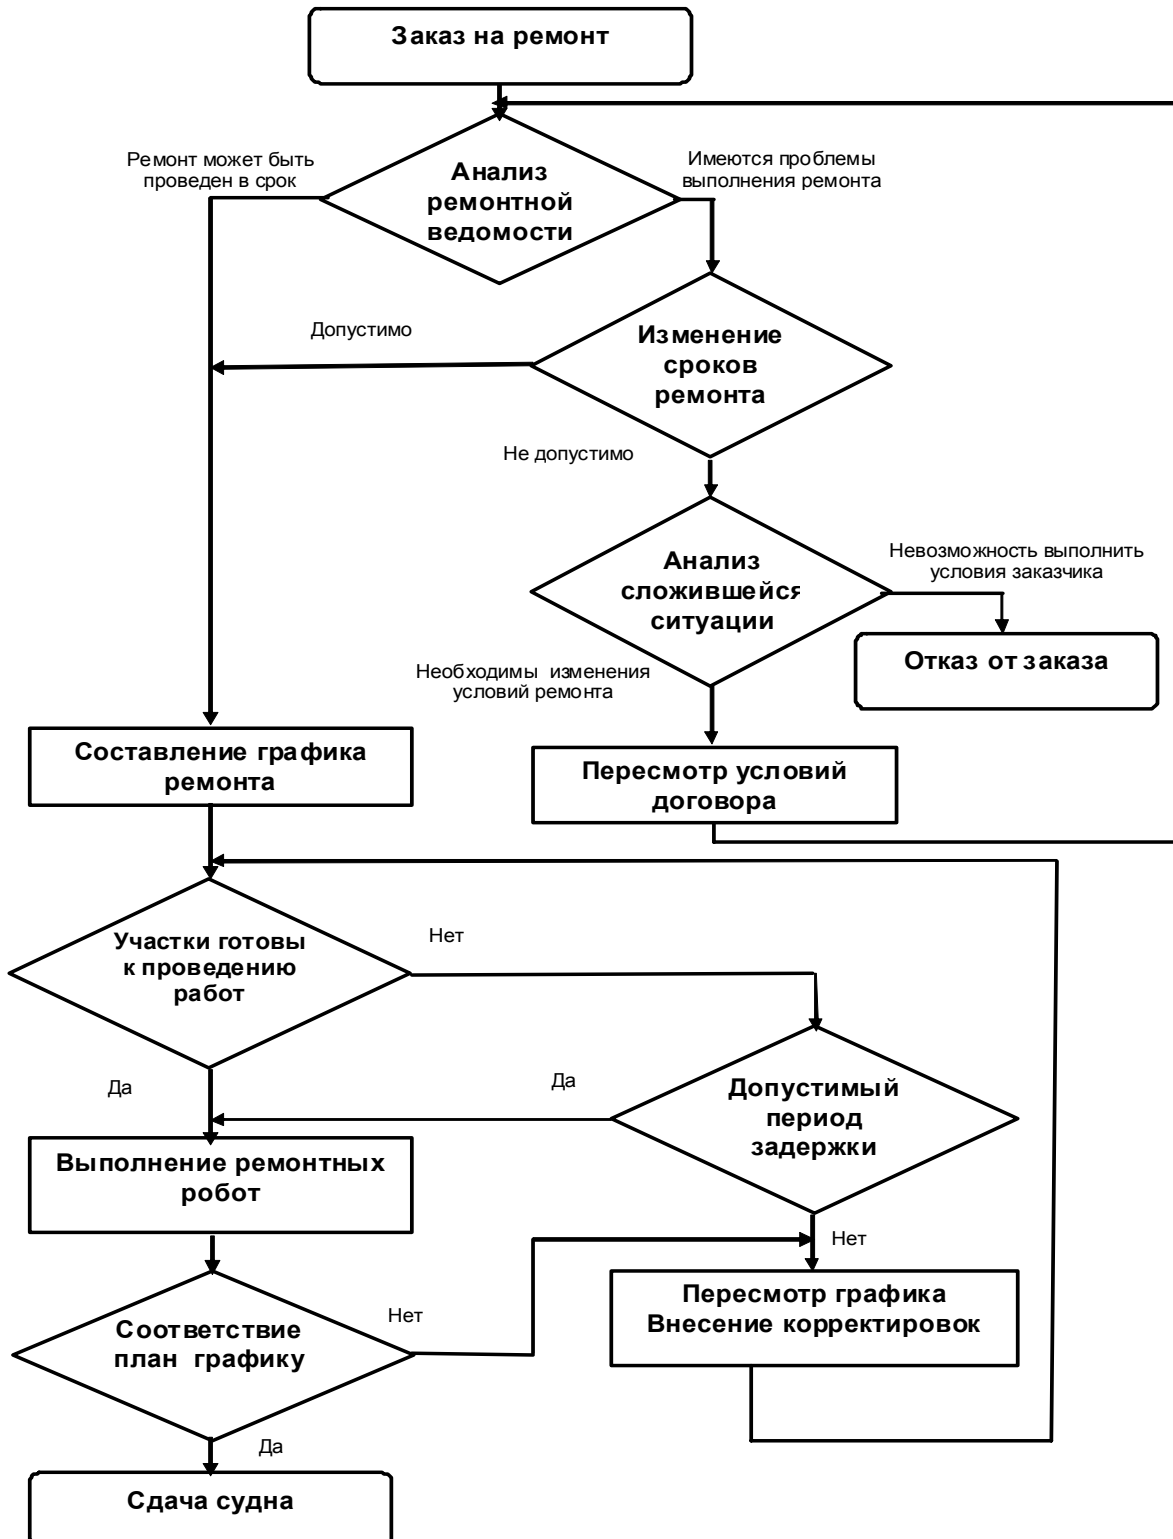 Заказ на ремонт
Ремонт может быть
проведен в срок
Анализ
ремонтной
ведомости
Имеются проблемы
выполнения ремонта
Допустимо
Изменение
сроков
ремонта
Не допустимо
Анализ
сложившейся
ситуации
Невозможность выполнить
условия заказчика
Отказ от заказа
Необходимы изменения
условий ремонта
Составление графика
ремонта
Пересмотр условий
договора
Участки готовы
к проведению
работ
Нет
Да
Да
Допустимый
период
задержки
Выполнение ремонтных
робот
Нет
Пересмотр графика
Внесение корректировок
Соответствие
план графику
Нет
Да
Сдача судна